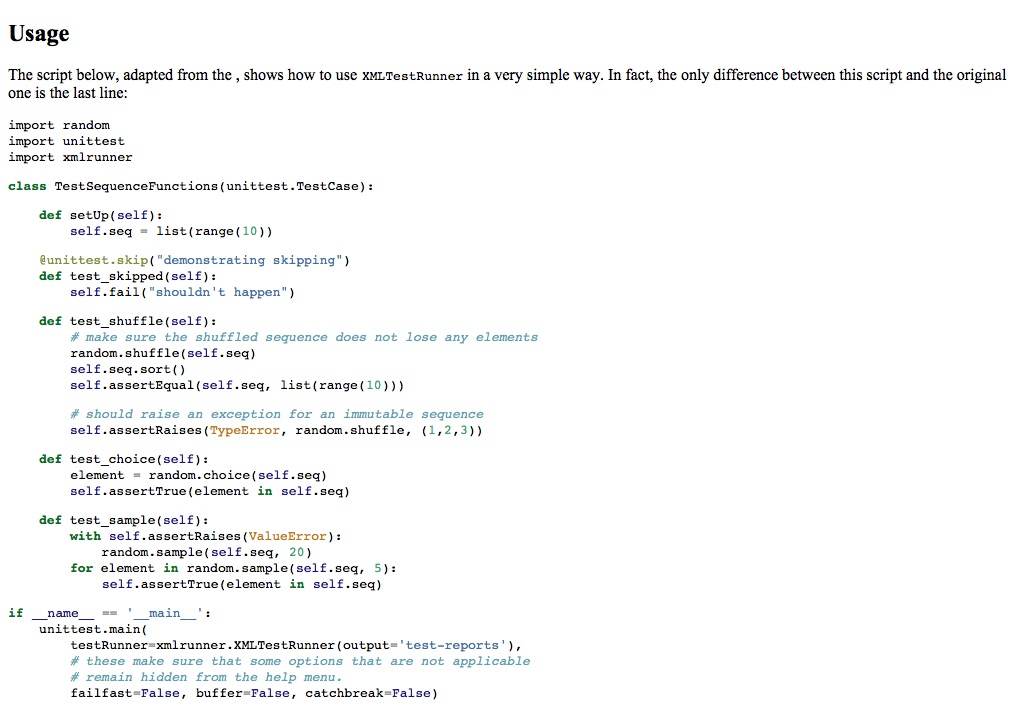 Usage
The script below, adapted from the , shows how to use XMLTestRunner in a very simple way. In fact, the only difference between this script and the original
one is the last line:
import random
import unittest
import xmlrunner
class TestSequenceFunctions(unittest.TestCase):
    def setUp(self):
        self.seq = list(range(10))
    @unittest.skip("demonstrating skipping")
    def test_skipped(self):
        self.fail("shouldn't happen")
    def test_shuffle(self):
        # make sure the shuffled sequence does not lose any elements
        random.shuffle(self.seq)
        self.seq.sort()
        self.assertEqual(self.seq, list(range(10)))
        # should raise an exception for an immutable sequence
        self.assertRaises(TypeError, random.shuffle, (1,2,3))
    def test_choice(self):
        element = random.choice(self.seq)
        self.assertTrue(element in self.seq)
    def test_sample(self):
        with self.assertRaises(ValueError):
            random.sample(self.seq, 20)
        for element in random.sample(self.seq, 5):
            self.assertTrue(element in self.seq)
if __name__ == '__main__':
    unittest.main(
        testRunner=xmlrunner.XMLTestRunner(output='test-reports'),
        # these make sure that some options that are not applicable
        # remain hidden from the help menu.
        failfast=False, buffer=False, catchbreak=False)